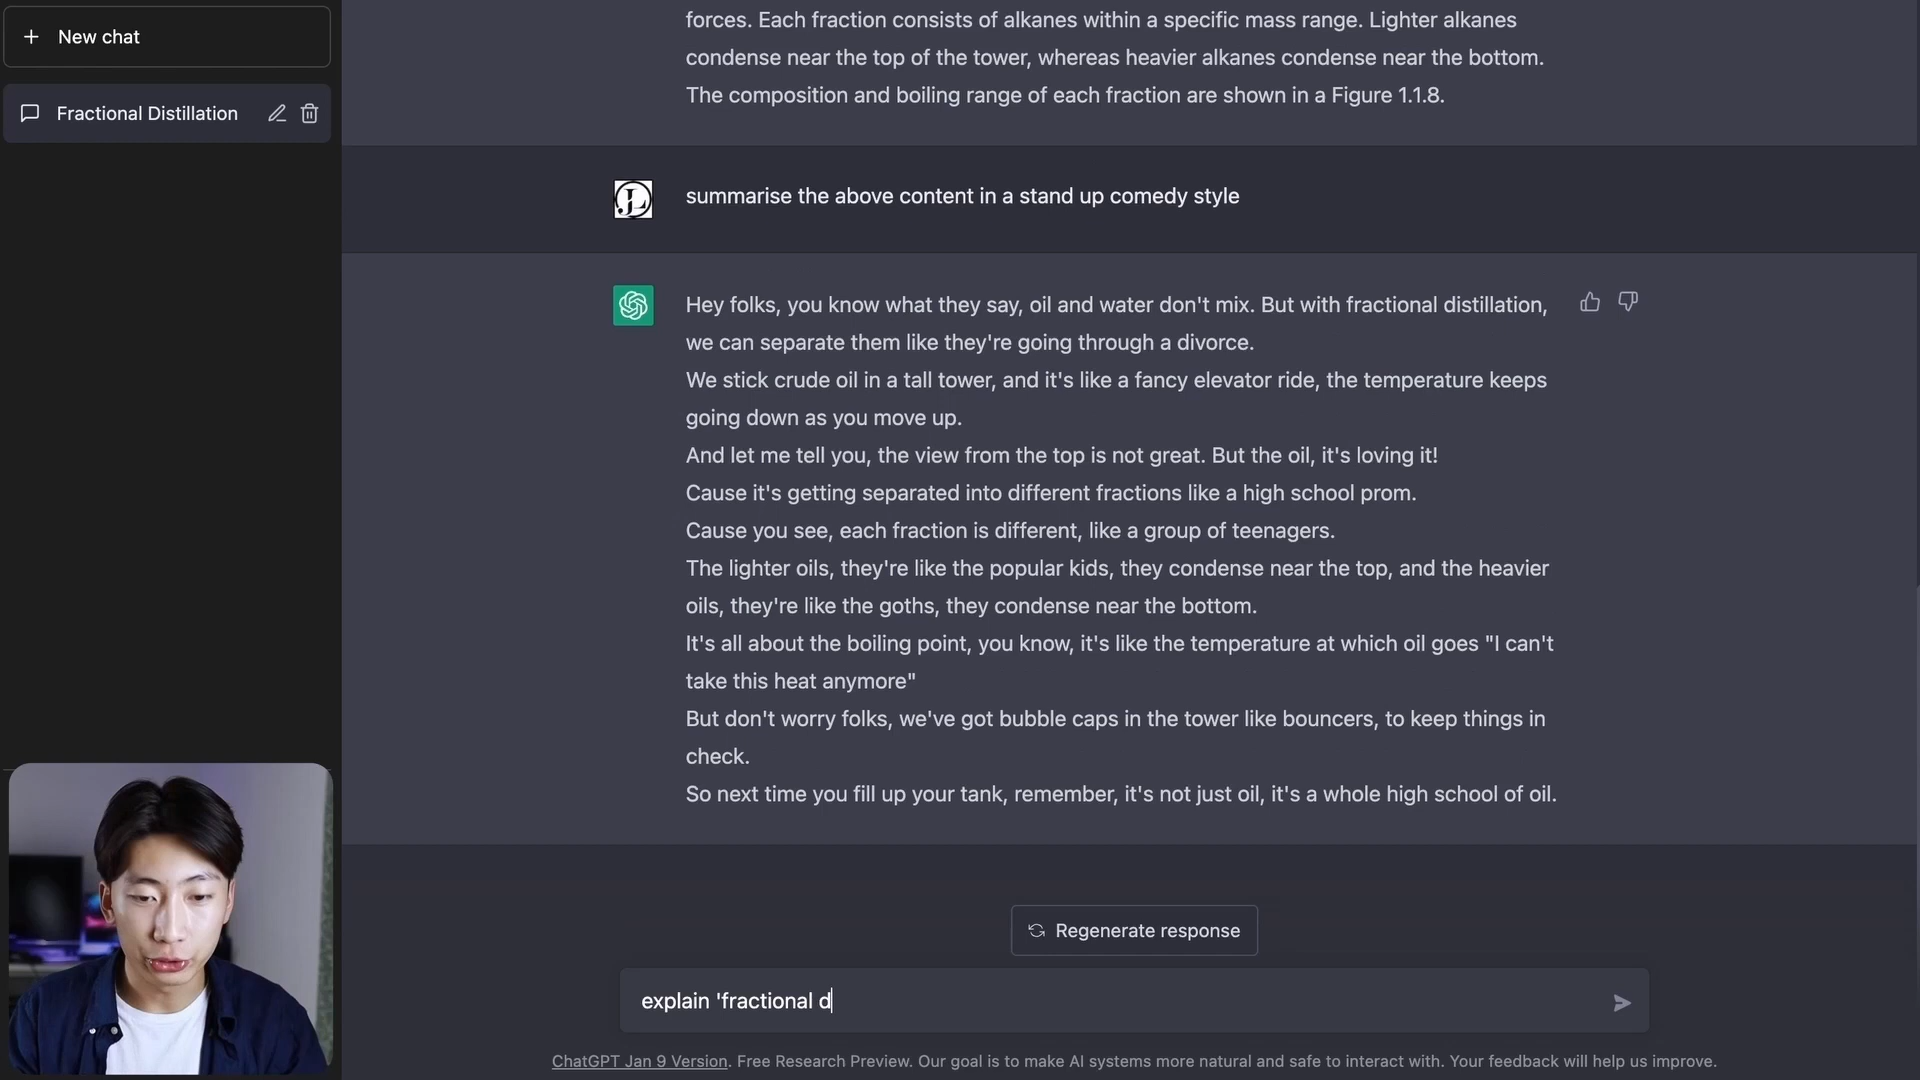 New chat
Fractional Distillation
forces. Each fraction consists of alkanes within a specific mass range. Lighter alkanes
condense near the top of the tower, whereas heavier alkanes condense near the bottom.
The composition and boiling range of each fraction are shown in a Figure 1.1.8.
JL
summarise the above content in a stand up comedy style
Hey folks, you know what they say, oil and water don't mix. But with fractional distillation,
we can separate them like they're going through a divorce.
We stick crude oil in a tall tower, and it's like a fancy elevator ride, the temperature keeps
going down as you move up.
And let me tell you, the view from the top is not great. But the oil, it's loving it!
Cause it's getting separated into different fractions like a high school prom.
Cause you see, each fraction is different, like a group of teenagers.
The lighter oils, they're like the popular kids, they condense near the top, and the heavier
oils, they're like the goths, they condense near the bottom.
It's all about the boiling point, you know, it's like the temperature at which oil goes "I can't
take this heat anymore"
But don't worry folks, we've got bubble caps in the tower like bouncers, to keep things in
check.
So next time you fill up your tank, remember, it's not just oil, it's a whole high school of oil.
Regenerate response
explain 'fractional d
ChatGPT Jan 9 Version. Free Research Preview. Our goal is to make AI systems more natural and safe to interact with. Your feedback will help us improve.